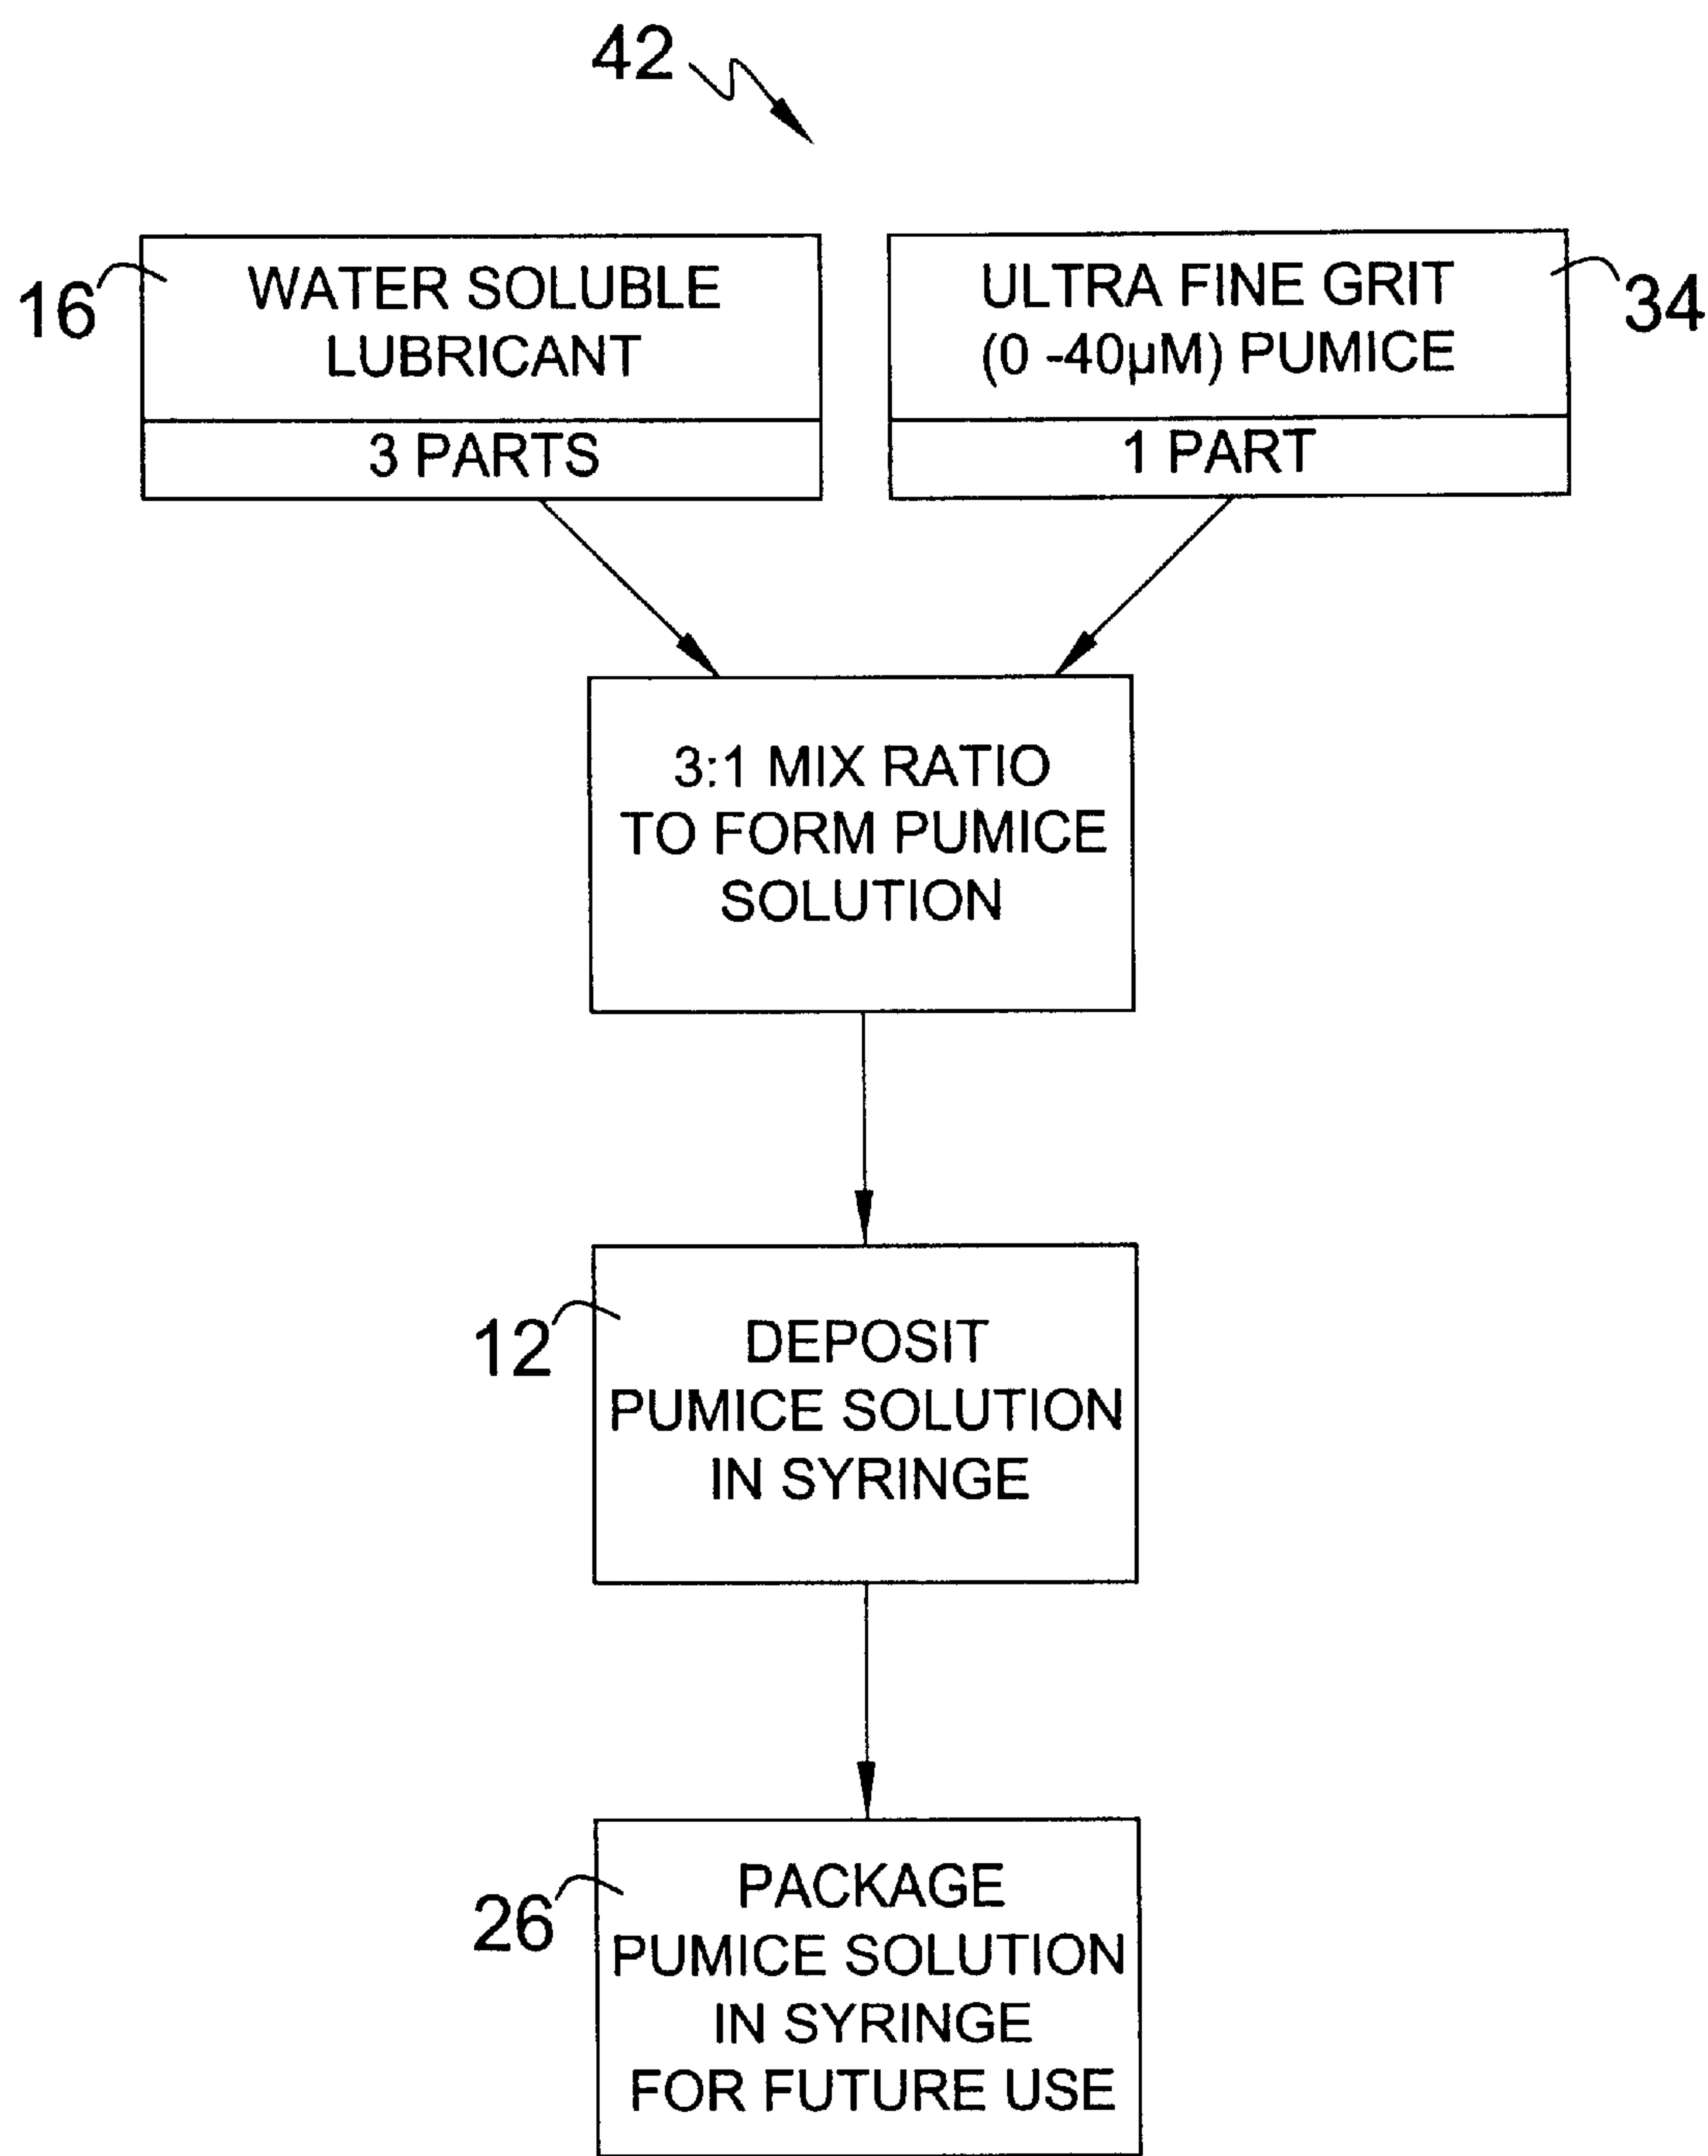 42
16
WATER SOLUBLE
LUBRICANT
3 PARTS
ULTRA FINE GRIT
(0 -40µM) PUMICE
1 PART
34
3:1 MIX RATIO
TO FORM PUMICE
SOLUTION
12
DEPOSIT
PUMICE SOLUTION
IN SYRINGE
26
PACKAGE
PUMICE SOLUTION
IN SYRINGE
FOR FUTURE USE